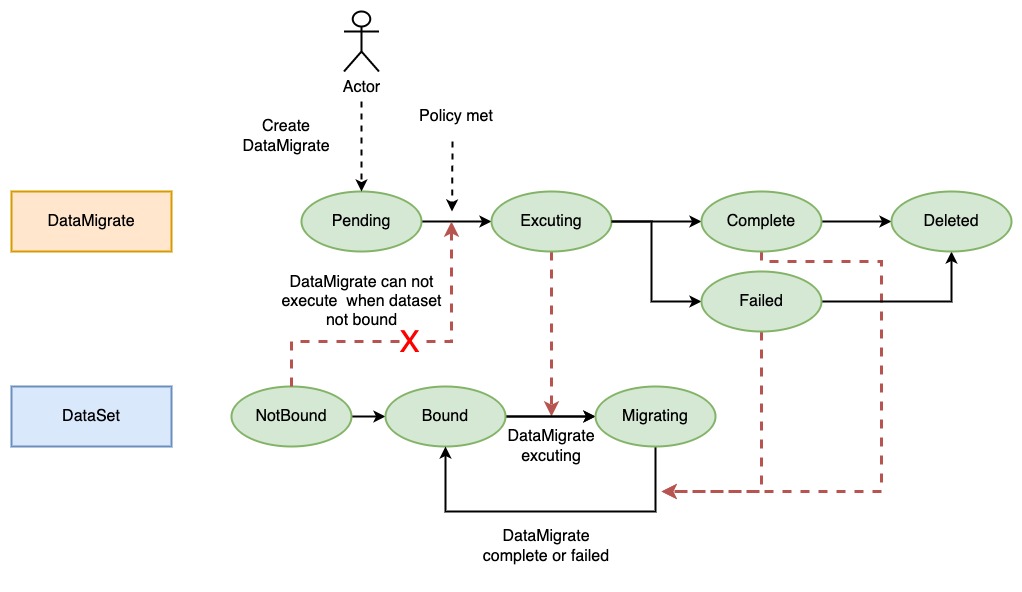 Actor
Create
DataMigrate
Policy met
DataMigrate
Pending
Excuting
Complete
Deleted
DataMigrate can not
execute when dataset
not bound
X
Failed
DataSet
NotBound
Bound
Migrating
DataMigrate
excuting
DataMigrate
complete or failed